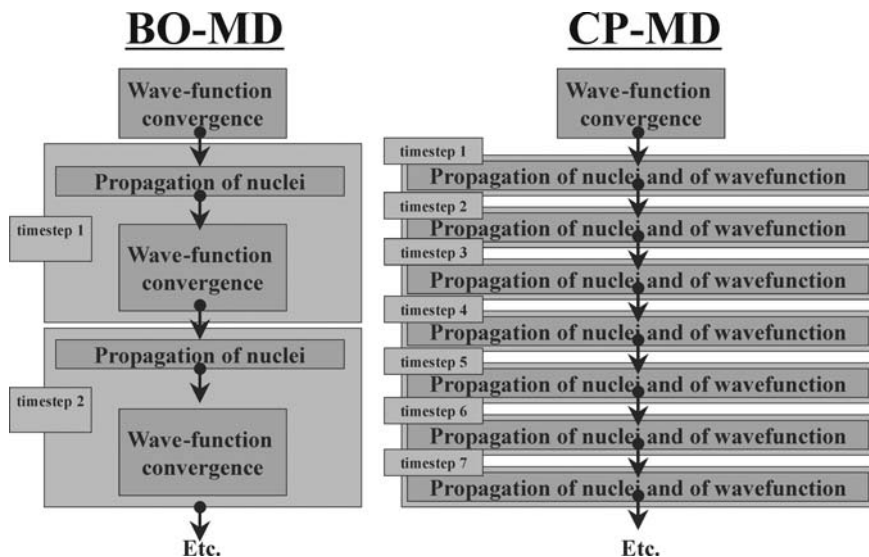 BO-MD
Wave-function
convergence
Propagation of nuclei
timestep 1
Wave-function
convergence
Propagation of nuclei
timestep 2
Wave-function
convergence
Etc.
CP-MD
Wave-function
convergence
timestep 1
Propagation of nuclei and of wavefunction
timestep 2
Propagation of nuclei and of wavefunction
timestep 3
Propagation of nuclei and of wavefunction
timestep 4
Propagation of nuclei and of wavefunction
timestep 5
Propagation of nuclei and of wavefunction
timestep 6
Propagation of nuclei and of wavefunction
timestep 7
Propagation of nuclei and of wavefunction
Etc.